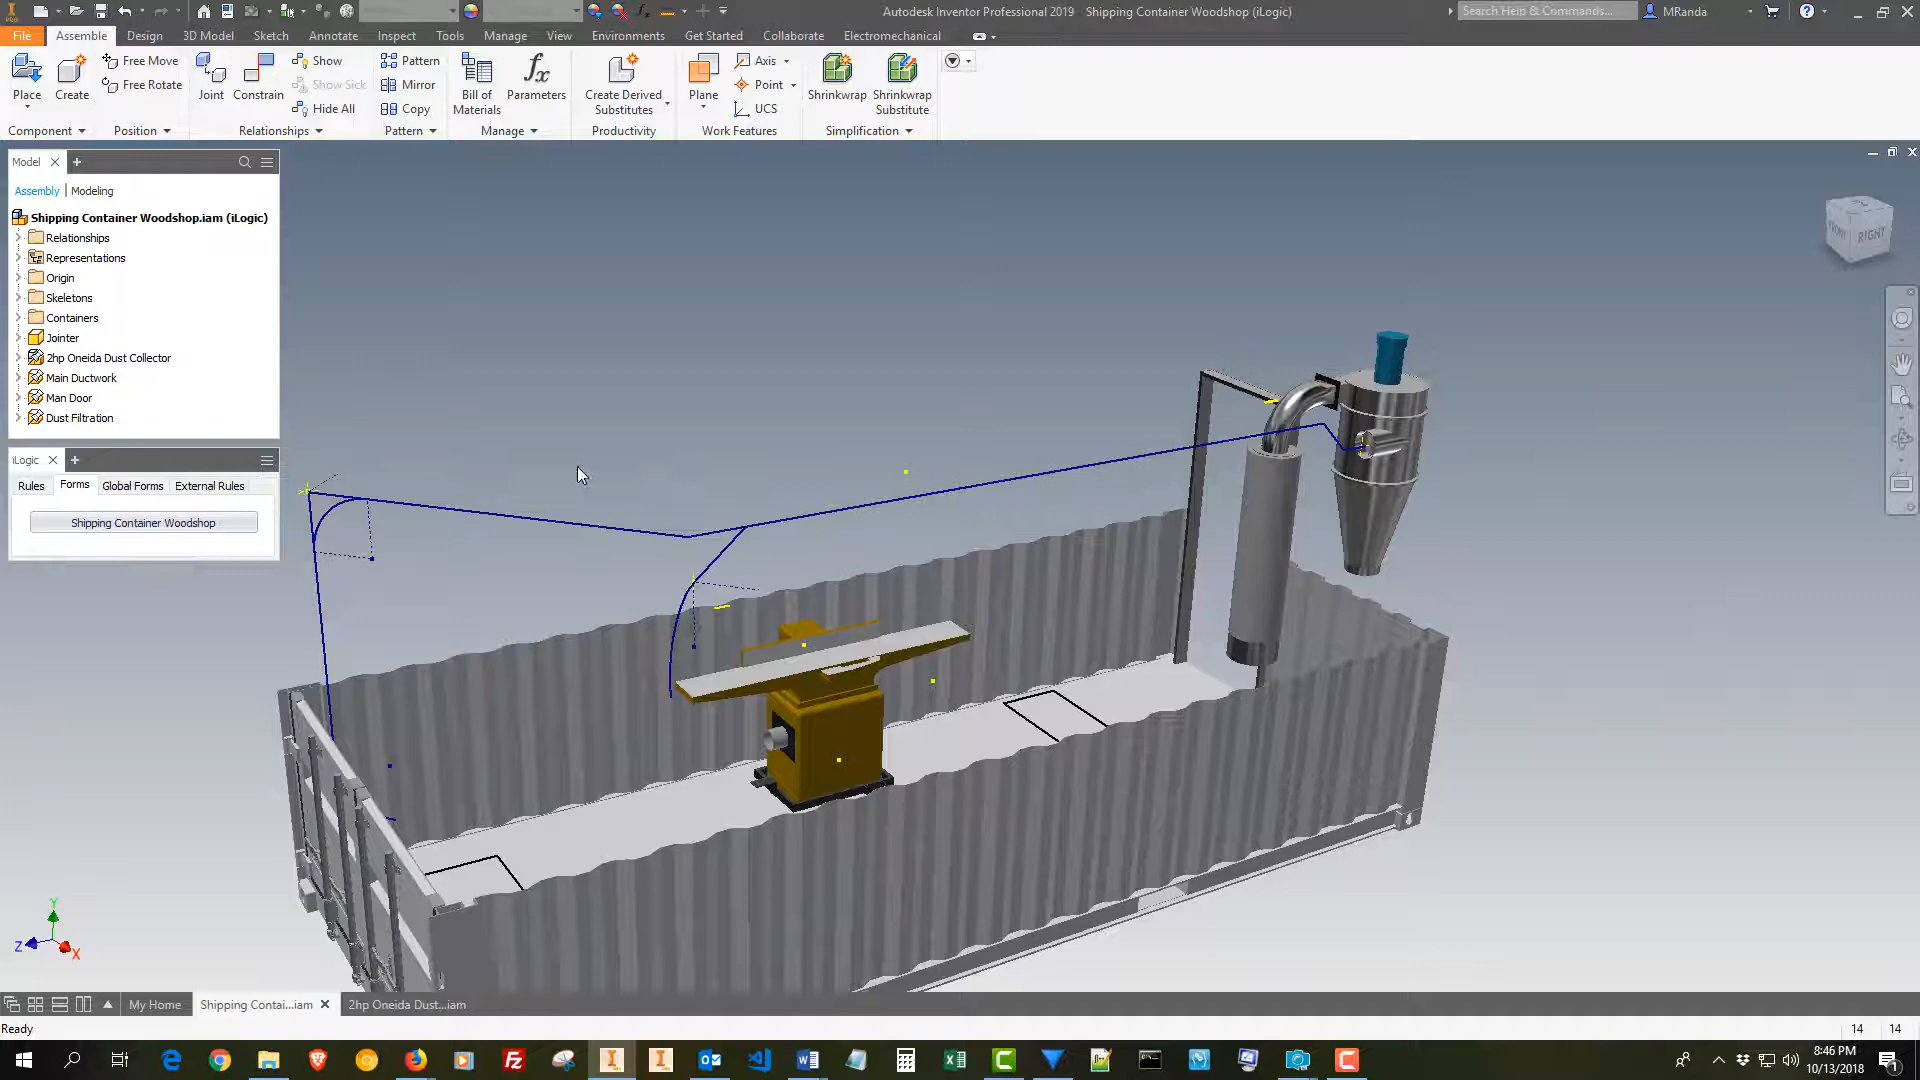 Autodesk Inventor Professional 2019 Shipping Container Woodshop (iLogic)
Search Help & Commands...
MRanda
File Assemble Design 3D Model Sketch Annotate Inspect Tools Manage View Environments Get Started Collaborate Electromechanical
Place
Create
Free Move
Free Rotate
Joint
Constrain
Show
Show Sick
Hide All
Pattern
Mirror
Copy
Bill of
Materials
Parameters
Create Derived
Substitutes
Plane
Axis
Point
UCS
Shrinkwrap
Shrinkwrap
Substitute
Component Position Relationships Pattern Manage Productivity Work Features Simplification
Model
Assembly | Modeling
Shipping Container Woodshop.iam (iLogic)
Relationships
Representations
Origin
Skeletons
Containers
Jointer
2hp Oneida Dust Collector
Main Ductwork
Man Door
Dust Filtration
iLogic
Rules Forms Global Forms External Rules
Shipping Container Woodshop
FRONT RIGHT
Y
Z
X
My Home Shipping Contai...iam 2hp Oneida Dust...iam
Ready 14 14
8:46 PM
10/13/2018